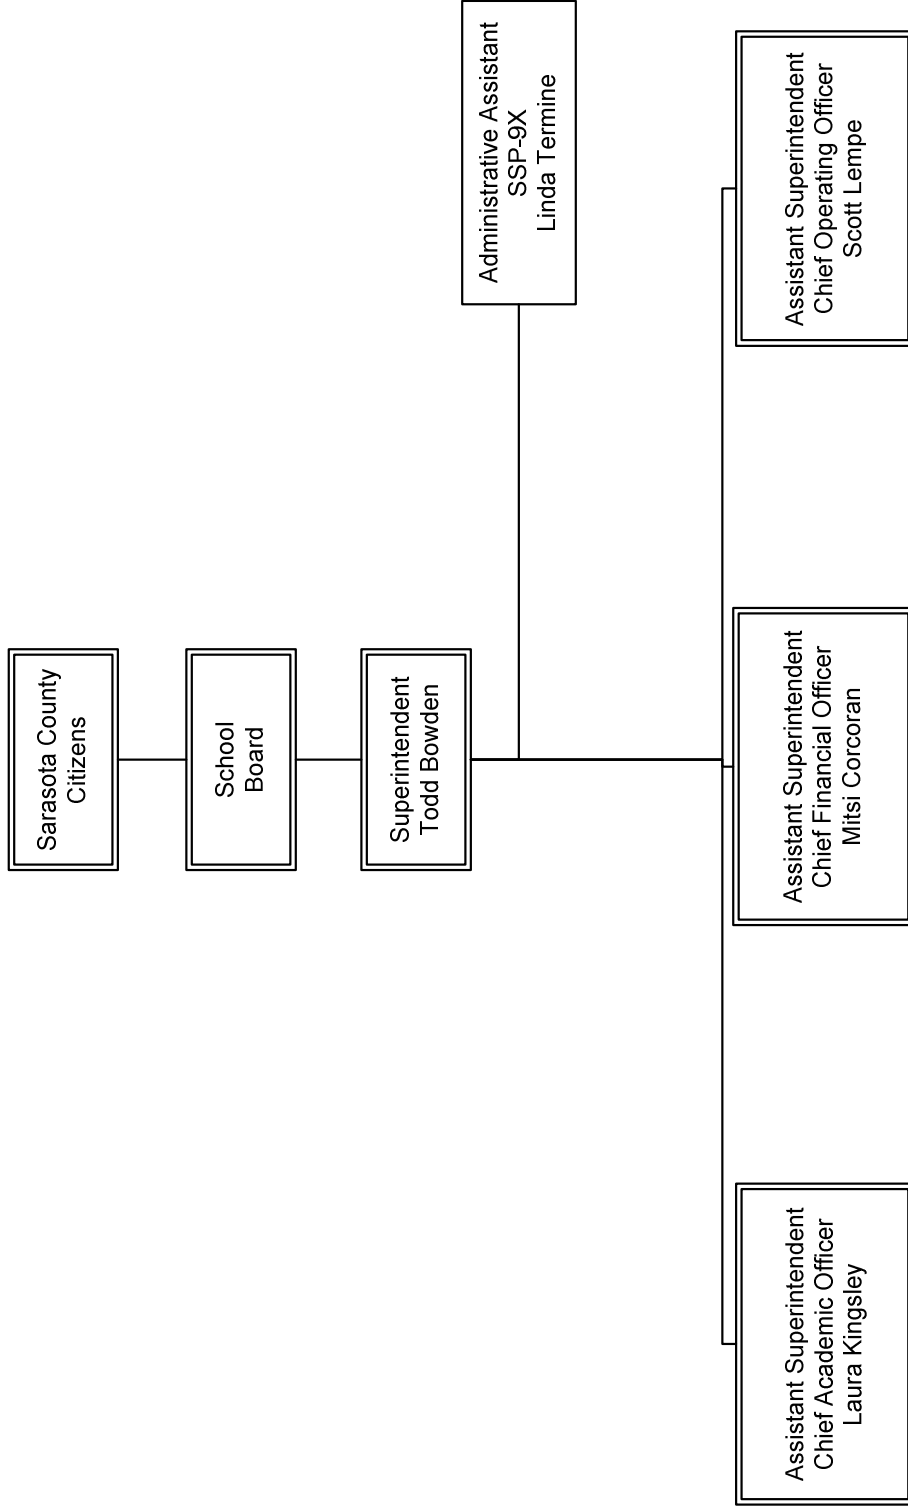 Sarasota County
Citizens
School
Board
Superintendent
Todd Bowden
Administrative Assistant
SSP-9X
Linda Termine
Assistant Superintendent
Chief Academic Officer
Laura Kingsley
Assistant Superintendent
Chief Financial Officer
Mitsi Corcoran
Assistant Superintendent
Chief Operating Officer
Scott Lempe